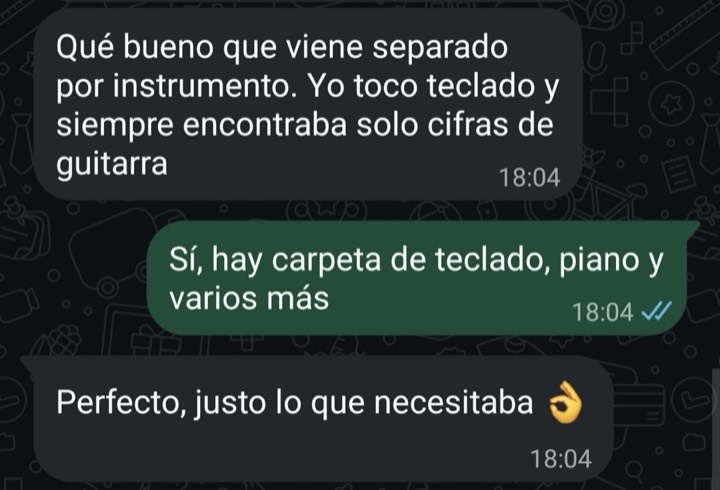 Qué bueno que viene separado
por instrumento. Yo toco teclado y
siempre encontraba solo cifras de
guitarra
18:04
Sí, hay carpeta de teclado, piano y
varios más
18:04
Perfecto, justo lo que necesitaba 👌
18:04